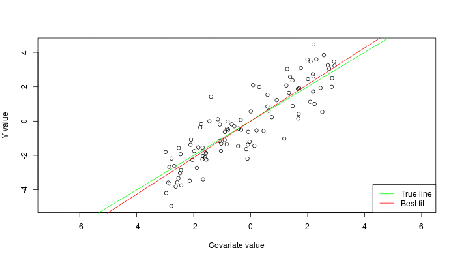 Y value
4
2
0
2
4
True line
Best fit
6 4 2 0 2 4 6
Covariate value